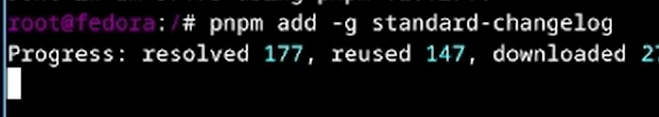 root@fedora:/# pnpm add -g standard-changelog
Progress: resolved 177, reused 147, downloaded